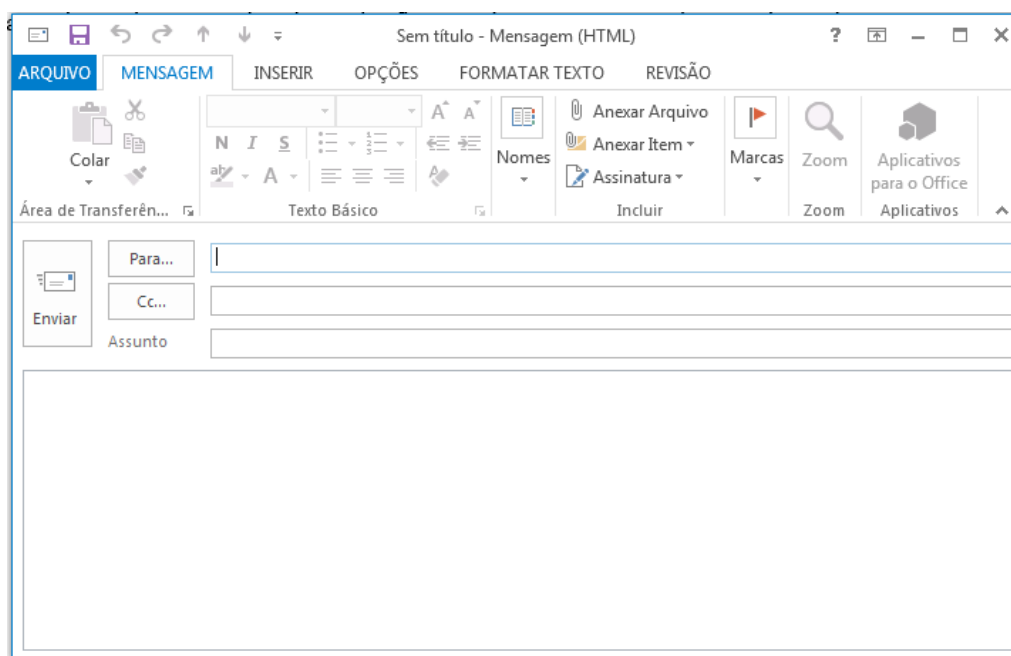 Sem título - Mensagem (HTML) ?
ARQUIVO MENSAGEM INSERIR OPÇÕES FORMATAR TEXTO REVISÃO
Colar
N I S
A
Nomes
Anexar Arquivo
Anexar Item
Assinatura
Marcas
Zoom
Aplicativos
para o Office
Área de Transferên... Texto Básico Incluir Zoom Aplicativos
Enviar
Para...
Cc...
Assunto